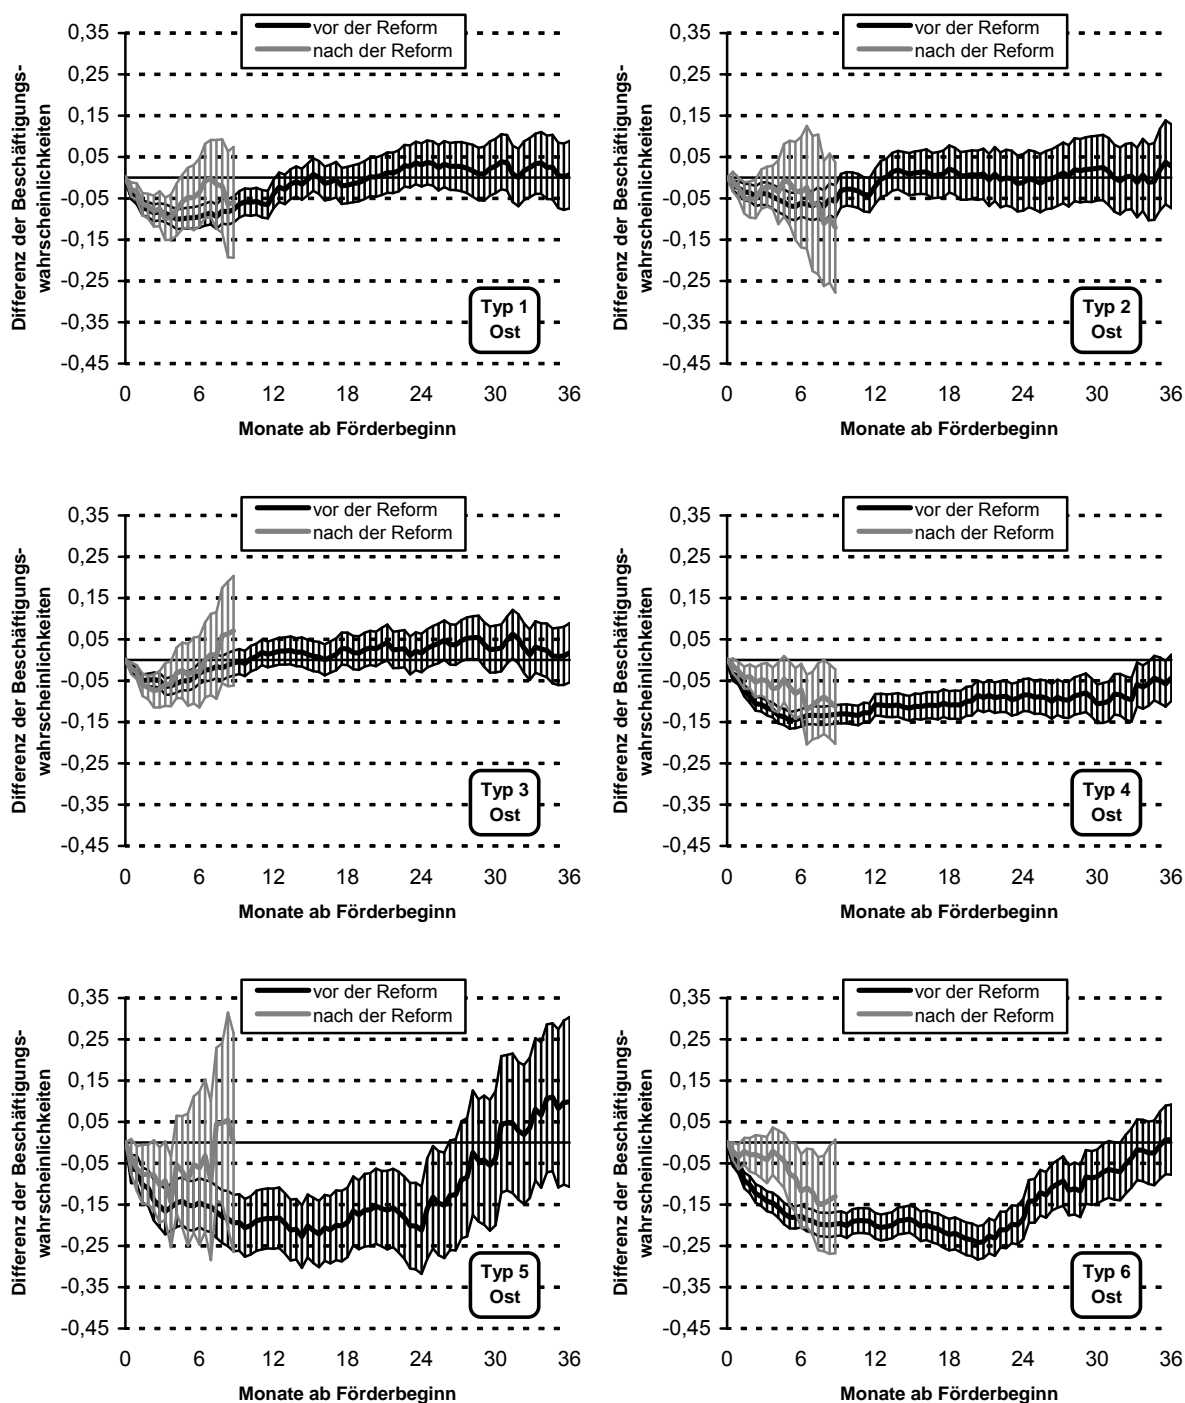 vor der Reform
nach der Reform
0,35
0,25
0,15
0,05
-0,05
-0,15
-0,25
-0,35
-0,45
Differenz der Beschäftigungs-
wahrscheinlichkeiten
Typ 1
Ost
0 6 12 18 24 30 36
Monate ab Förderbeginn
vor der Reform
nach der Reform
0,35
0,25
0,15
0,05
-0,05
-0,15
-0,25
-0,35
-0,45
Differenz der Beschäftigungs-
wahrscheinlichkeiten
Typ 2
Ost
0 6 12 18 24 30 36
Monate ab Förderbeginn
vor der Reform
nach der Reform
0,35
0,25
0,15
0,05
-0,05
-0,15
-0,25
-0,35
-0,45
Differenz der Beschäftigungs-
wahrscheinlichkeiten
Typ 3
Ost
0 6 12 18 24 30 36
Monate ab Förderbeginn
vor der Reform
nach der Reform
0,35
0,25
0,15
0,05
-0,05
-0,15
-0,25
-0,35
-0,45
Differenz der Beschäftigungs-
wahrscheinlichkeiten
Typ 4
Ost
0 6 12 18 24 30 36
Monate ab Förderbeginn
vor der Reform
nach der Reform
0,35
0,25
0,15
0,05
-0,05
-0,15
-0,25
-0,35
-0,45
Differenz der Beschäftigungs-
wahrscheinlichkeiten
Typ 5
Ost
0 6 12 18 24 30 36
Monate ab Förderbeginn
vor der Reform
nach der Reform
0,35
0,25
0,15
0,05
-0,05
-0,15
-0,25
-0,35
-0,45
Differenz der Beschäftigungs-
wahrscheinlichkeiten
Typ 6
Ost
0 6 12 18 24 30 36
Monate ab Förderbeginn